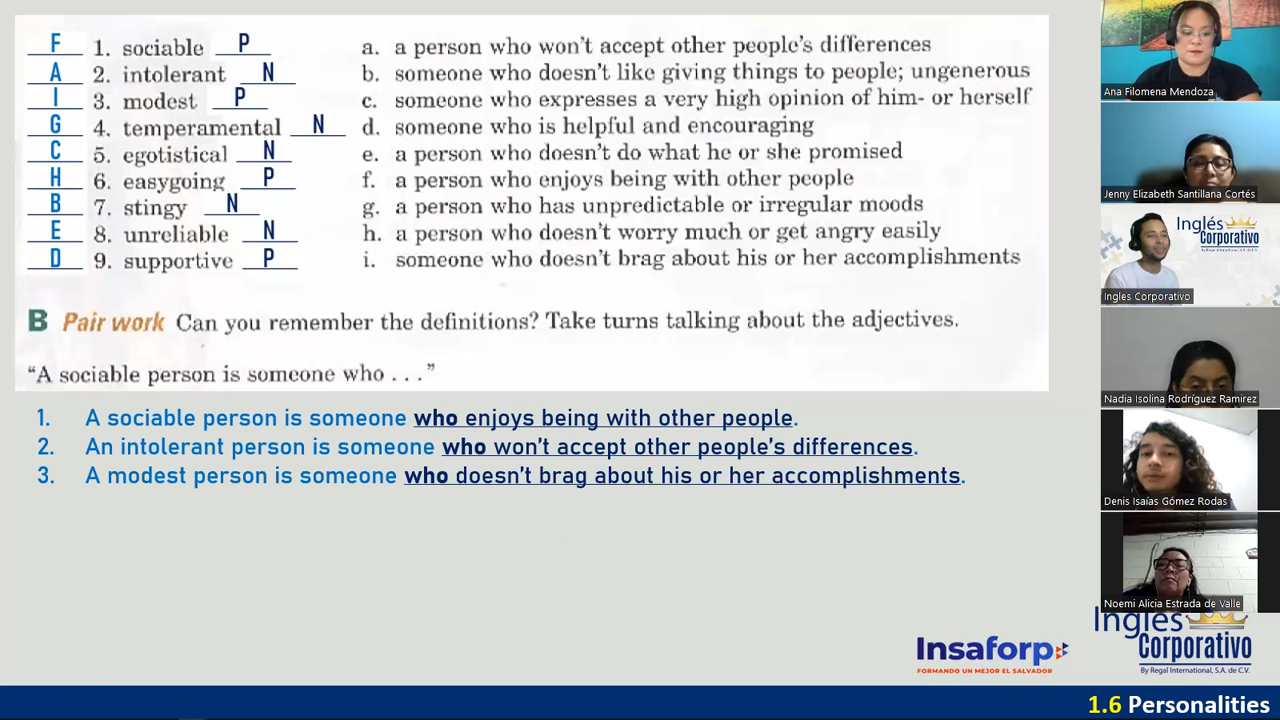 F 1. sociable P
A 2. intolerant N
I 3. modest P
G 4. temperamental N
C 5. egotistical N
H 6. easygoing P
B 7. stingy N
E 8. unreliable N
D 9. supportive P
a. a person who won't accept other people's differences
b. someone who doesn't like giving things to people; ungenerous
c. someone who expresses a very high opinion of him- or herself
d. someone who is helpful and encouraging
e. a person who doesn't do what he or she promised
f. a person who enjoys being with other people
g. a person who has unpredictable or irregular moods
h. a person who doesn't worry much or get angry easily
i. someone who doesn't brag about his or her accomplishments
B Pair work Can you remember the definitions? Take turns talking about the adjectives.
"A sociable person is someone who . . ."
1. A sociable person is someone who enjoys being with other people.
2. An intolerant person is someone who won't accept other people's differences.
3. A modest person is someone who doesn't brag about his or her accomplishments.
Ana Filomena Mendoza
Jenny Elizabeth Santillana Cortés
Inglés
Corporativo
By Regal International, S.A. de C.V.
Ingles Corporativo
Nadia Isolina Rodríguez Ramirez
Denis Isaías Gómez Rodas
Noemi Alicia Estrada de Valle
Insaforp
FORMANDO UN MEJOR EL SALVADOR
Inglés
Corporativo
By Regal International, S.A. de C.V.
1.6 Personalities